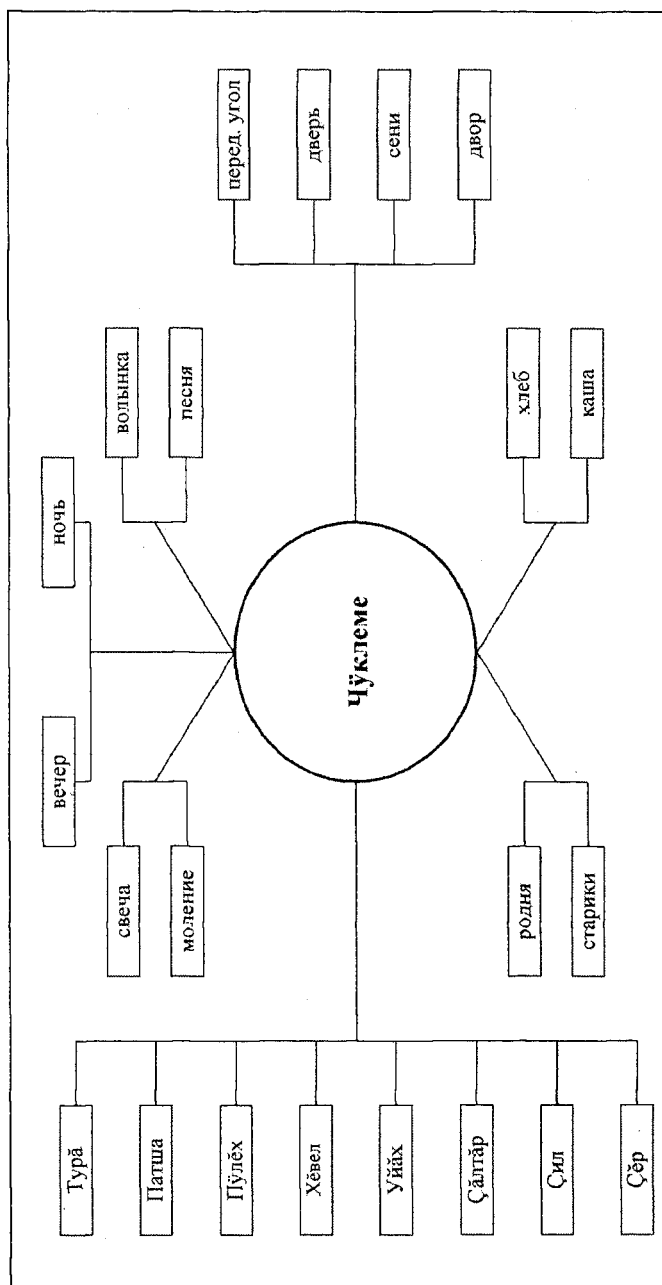 вечер
ночь
свеча
моление
волынка
песня
Турӑ
Патша
Пӳлӗх
Хӗвел
Уйӑх
Ҫӑлтӑр
Ҫил
Ҫӗр
Чӳклеме
перед. угол
дверь
сени
двор
родня
старики
хлеб
каша